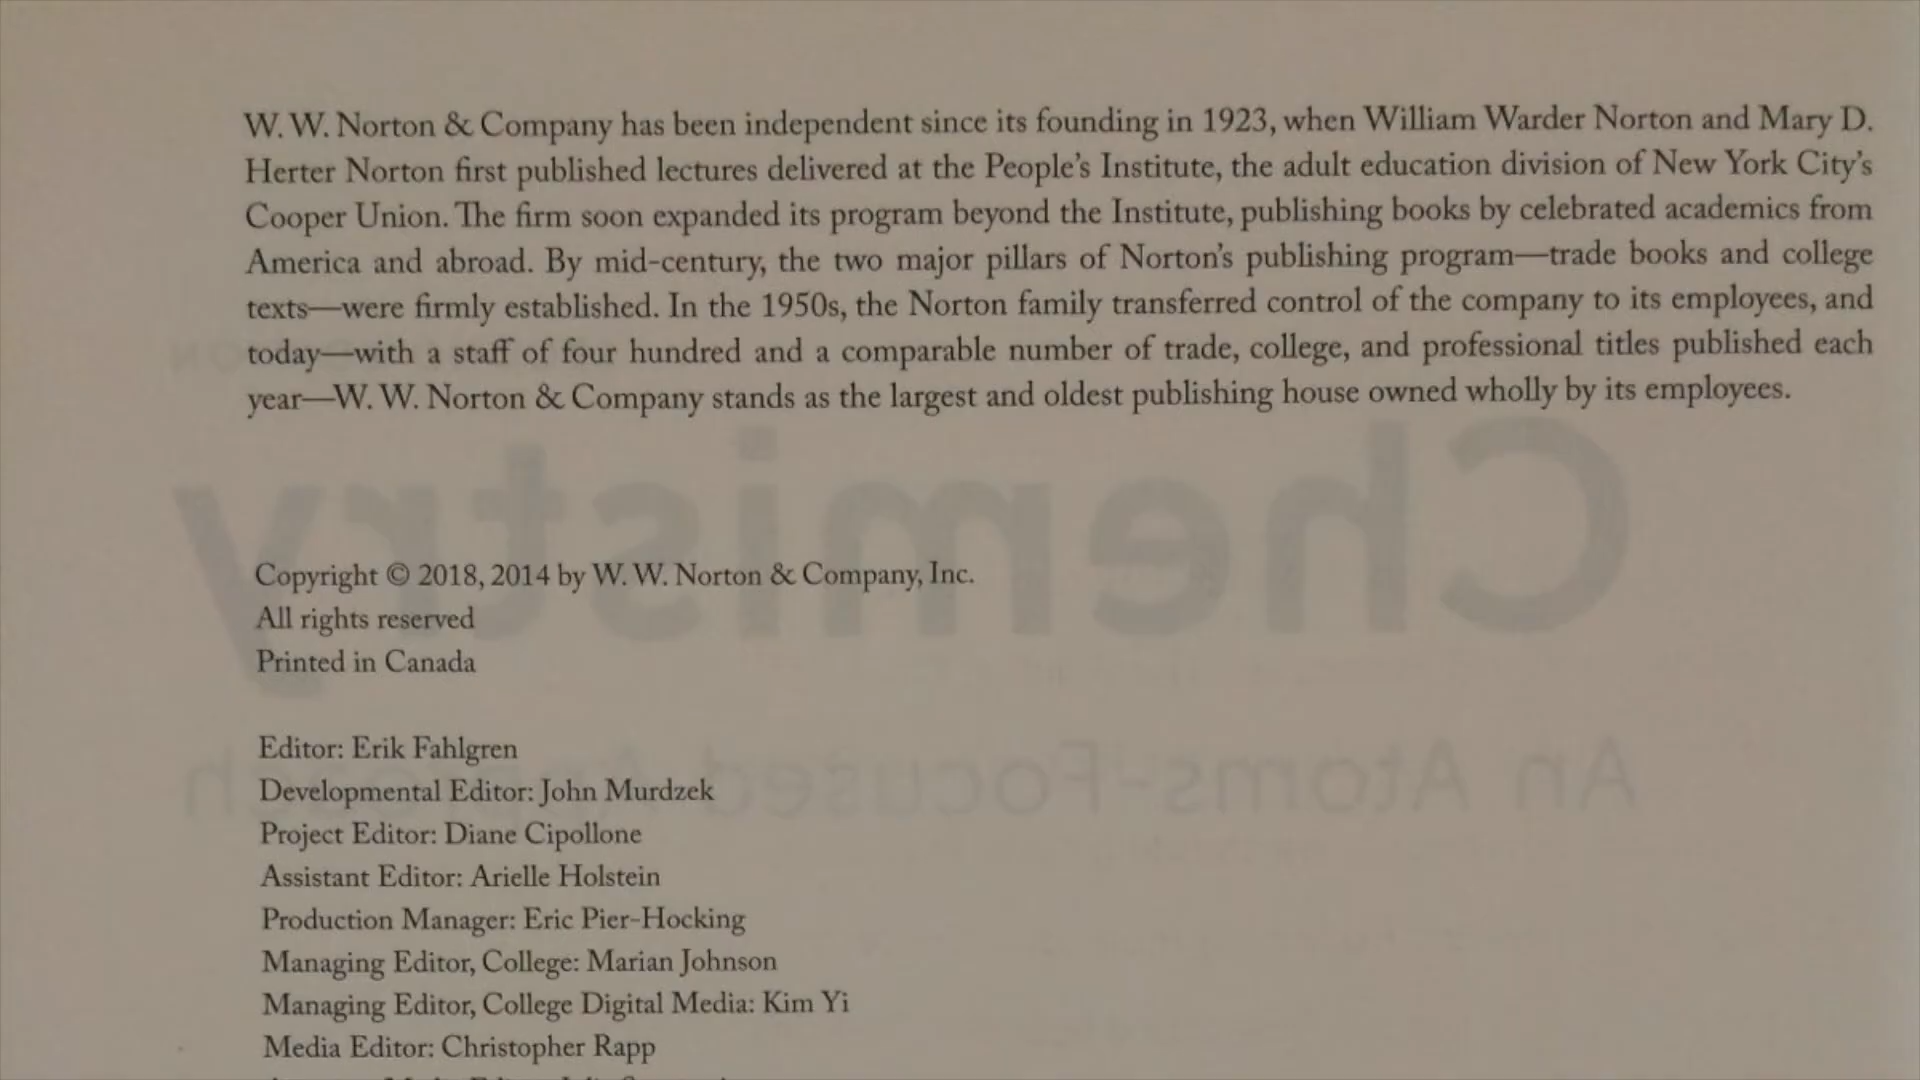 W. W. Norton & Company has been independent since its founding in 1923, when William Warder Norton and Mary D.
Herter Norton first published lectures delivered at the People's Institute, the adult education division of New York City's
Cooper Union. The firm soon expanded its program beyond the Institute, publishing books by celebrated academics from
America and abroad. By mid-century, the two major pillars of Norton's publishing program—trade books and college
texts—were firmly established. In the 1950s, the Norton family transferred control of the company to its employees, and
today—with a staff of four hundred and a comparable number of trade, college, and professional titles published each
year—W. W. Norton & Company stands as the largest and oldest publishing house owned wholly by its employees.
Chemistry
Copyright © 2018, 2014 by W. W. Norton & Company, Inc.
All rights reserved
Printed in Canada
An Atoms-Focused Approach
Editor: Erik Fahlgren
Developmental Editor: John Murdzek
Project Editor: Diane Cipollone
Assistant Editor: Arielle Holstein
Production Manager: Eric Pier-Hocking
Managing Editor, College: Marian Johnson
Managing Editor, College Digital Media: Kim Yi
Media Editor: Christopher Rapp